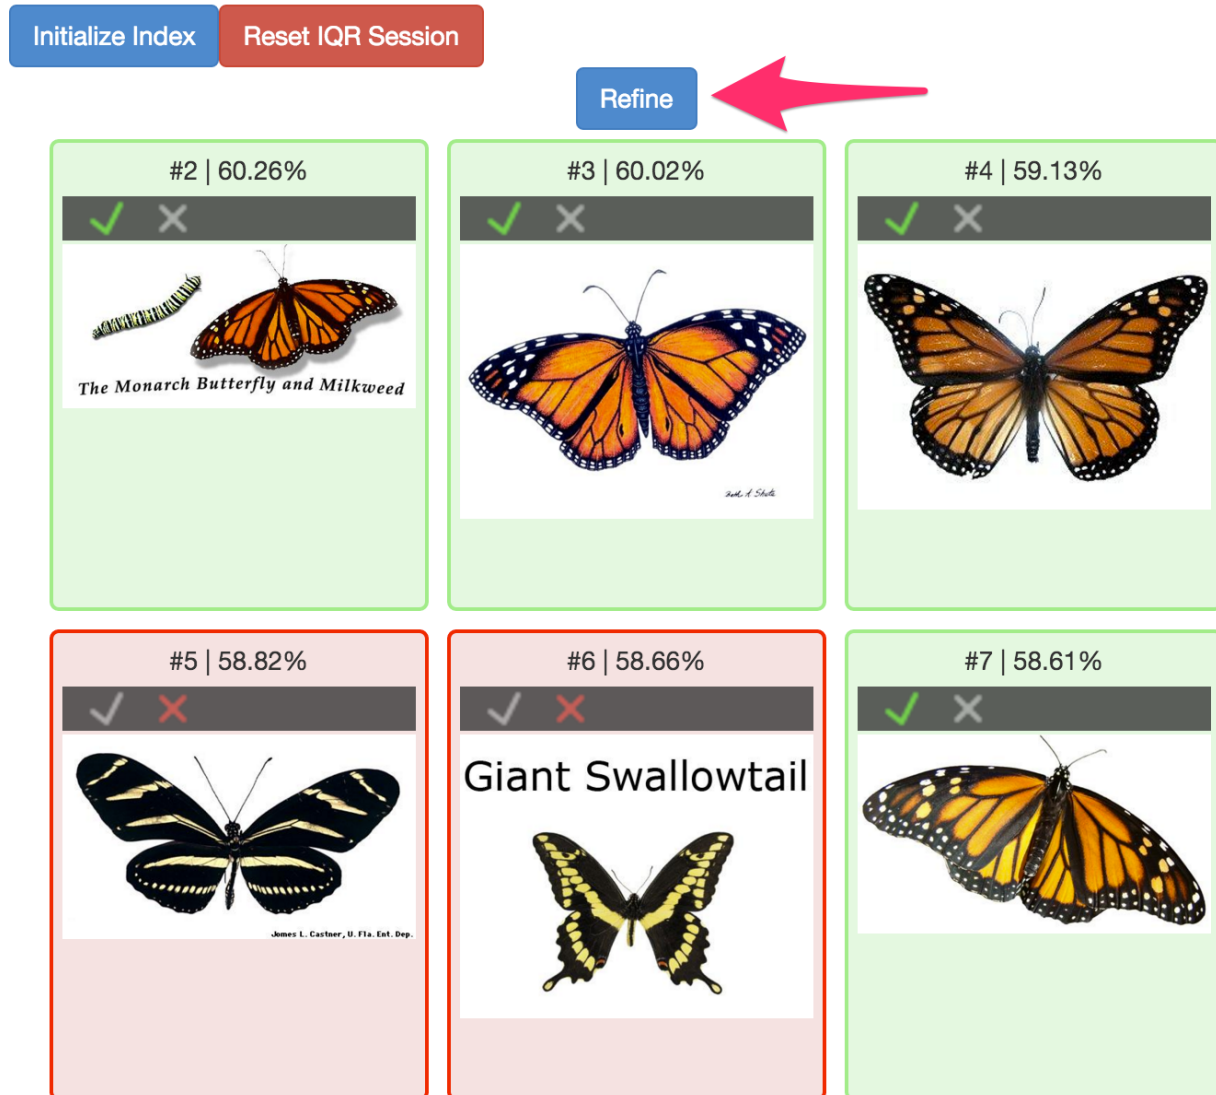 Initialize Index Reset IQR Session
Refine
#2 | 60.26% #3 | 60.02% #4 | 59.13%
The Monarch Butterfly and Milkweed
#5 | 58.82% #6 | 58.66% #7 | 58.61%
Giant Swallowtail
James L. Castner, U. Fla. Ent. Dep.